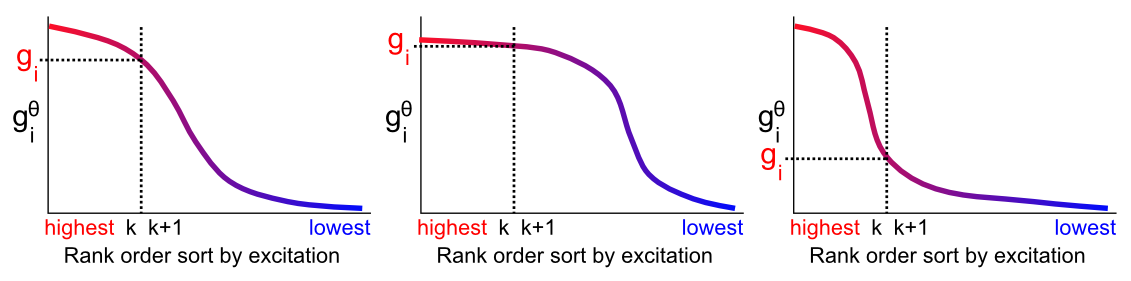 g_i
g_i^θ
highest k k+1 lowest
Rank order sort by excitation
g_i
g_i^θ
highest k k+1 lowest
Rank order sort by excitation
g_i^θ
g_i
highest k k+1 lowest
Rank order sort by excitation